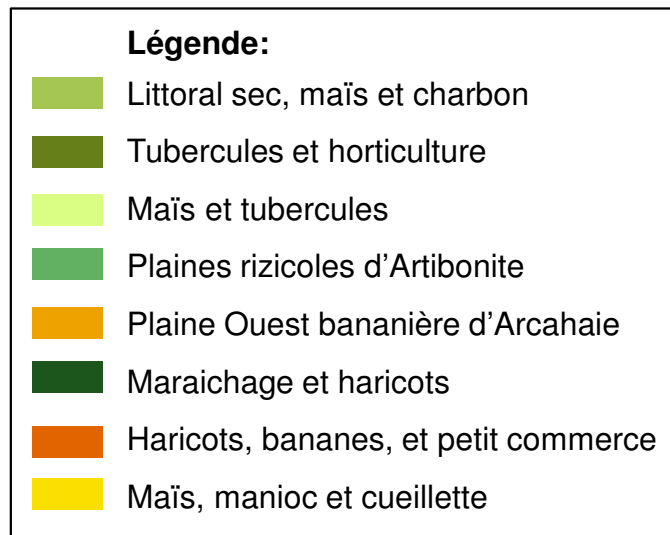 Légende:
Littoral sec, maïs et charbon
Tubercules et horticulture
Maïs et tubercules
Plaines rizicoles d’Artibonite
Plaine Ouest bananière d’Arcahaie
Maraichage et haricots
Haricots, bananes, et petit commerce
Maïs, manioc et cueillette